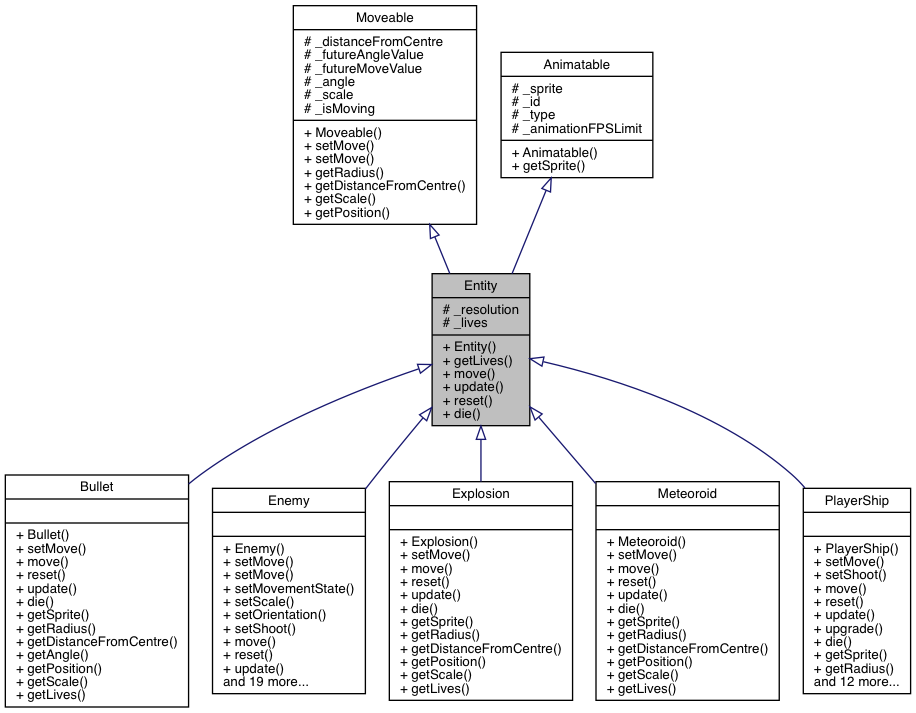 Moveable
# _distanceFromCentre
# _futureAngleValue
# _futureMoveValue
# _angle
# _scale
# _isMoving
+ Moveable()
+ setMove()
+ setMove()
+ getRadius()
+ getDistanceFromCentre()
+ getScale()
+ getPosition()
Animatable
# _sprite
# _id
# _type
# _animationFPSLimit
+ Animatable()
+ getSprite()
Entity
# _resolution
# _lives
+ Entity()
+ getLives()
+ move()
+ update()
+ reset()
+ die()
Bullet
+ Bullet()
+ setMove()
+ move()
+ reset()
+ update()
+ die()
+ getSprite()
+ getRadius()
+ getDistanceFromCentre()
+ getAngle()
+ getPosition()
+ getScale()
+ getLives()
Enemy
+ Enemy()
+ setMove()
+ setMove()
+ setMovementState()
+ setScale()
+ setOrientation()
+ setShoot()
+ move()
+ reset()
+ update()
and 19 more...
Explosion
+ Explosion()
+ setMove()
+ move()
+ reset()
+ update()
+ die()
+ getSprite()
+ getRadius()
+ getDistanceFromCentre()
+ getPosition()
+ getScale()
+ getLives()
Meteoroid
+ Meteoroid()
+ setMove()
+ move()
+ reset()
+ update()
+ die()
+ getSprite()
+ getRadius()
+ getDistanceFromCentre()
+ getPosition()
+ getScale()
+ getLives()
PlayerShip
+ PlayerShip()
+ setMove()
+ setShoot()
+ move()
+ reset()
+ update()
+ upgrade()
+ die()
+ getSprite()
+ getRadius()
and 12 more...